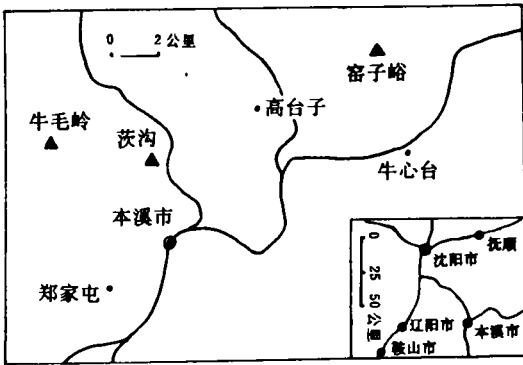 0 2 公里
窑子峪
高台子
牛毛岭
茨沟
牛心台
本溪市
郑家屯
0 25 50 公里
抚顺
沈阳市
辽阳市
本溪市
鞍山市